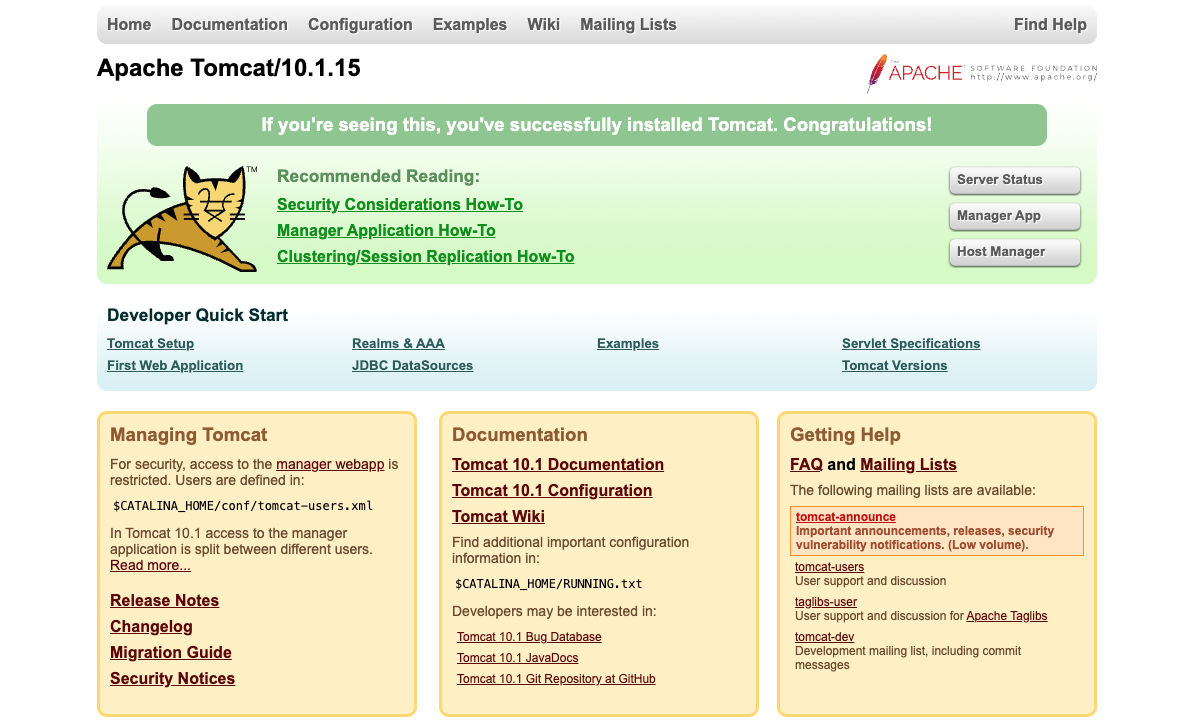 Home Documentation Configuration Examples Wiki Mailing Lists Find Help
Apache Tomcat/10.1.15
THE APACHE SOFTWARE FOUNDATION
http://www.apache.org/
If you're seeing this, you've successfully installed Tomcat. Congratulations!
TM
Recommended Reading:
Security Considerations How-To
Manager Application How-To
Clustering/Session Replication How-To
Server Status
Manager App
Host Manager
Developer Quick Start
Tomcat Setup
First Web Application
Realms & AAA
JDBC DataSources
Examples
Servlet Specifications
Tomcat Versions
Managing Tomcat
For security, access to the manager webapp is
restricted. Users are defined in:
$CATALINA_HOME/conf/tomcat-users.xml
In Tomcat 10.1 access to the manager
application is split between different users.
Read more...
Release Notes
Changelog
Migration Guide
Security Notices
Documentation
Tomcat 10.1 Documentation
Tomcat 10.1 Configuration
Tomcat Wiki
Find additional important configuration
information in:
$CATALINA_HOME/RUNNING.txt
Developers may be interested in:
Tomcat 10.1 Bug Database
Tomcat 10.1 JavaDocs
Tomcat 10.1 Git Repository at GitHub
Getting Help
FAQ and Mailing Lists
The following mailing lists are available:
tomcat-announce
Important announcements, releases, security
vulnerability notifications. (Low volume).
tomcat-users
User support and discussion
taglibs-user
User support and discussion for Apache Taglibs
tomcat-dev
Development mailing list, including commit
messages